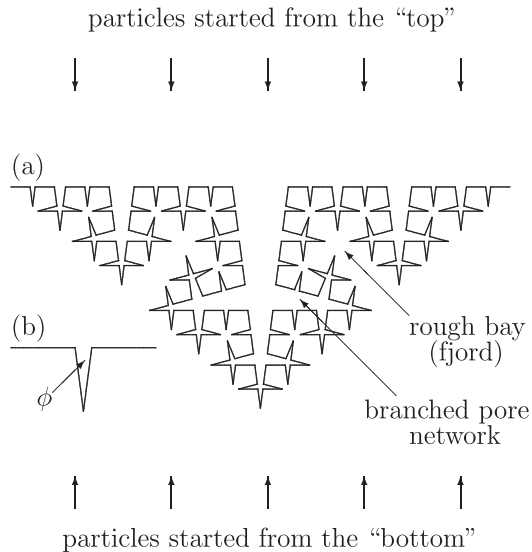 particles started from the “top”
(a)
(b)
ϕ
rough bay
(fjord)
branched pore
network
particles started from the “bottom”